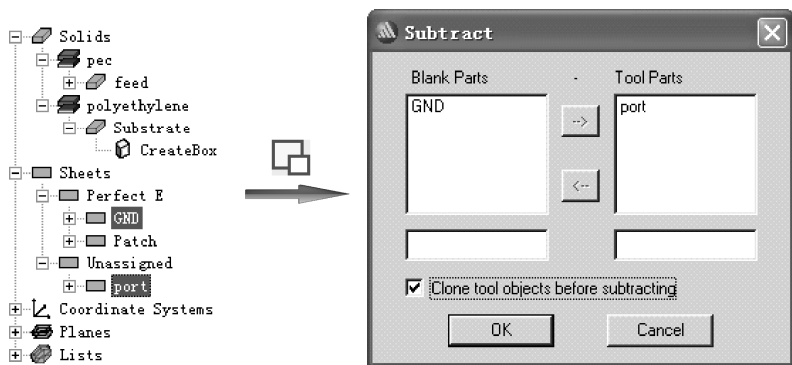 Solids
pec
feed
polyethylene
Substrate
CreateBox
Sheets
Perfect E
GND
Patch
Unassigned
port
Coordinate Systems
Planes
Lists
Subtract
Blank Parts - Tool Parts
GND --> port
<--
Clone tool objects before subtracting
OK Cancel